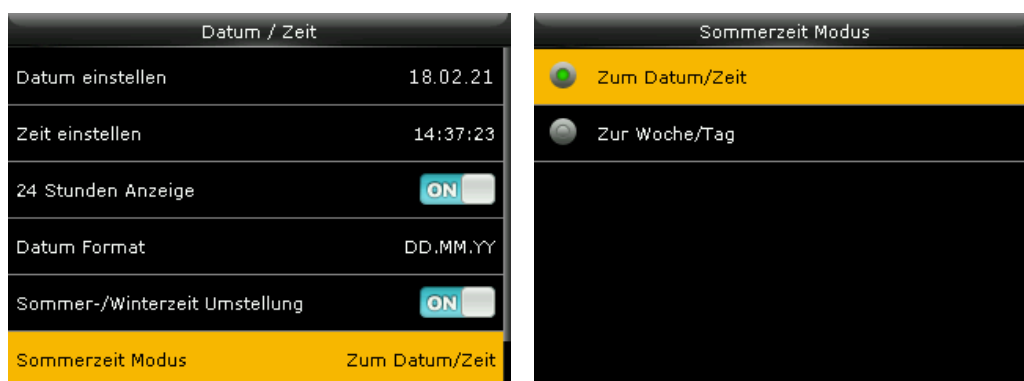 Datum / Zeit
Datum einstellen 18.02.21
Zeit einstellen 14:37:23
24 Stunden Anzeige ON
Datum Format DD.MM.YY
Sommer-/Winterzeit Umstellung ON
Sommerzeit Modus Zum Datum/Zeit
Sommerzeit Modus
Zum Datum/Zeit
Zur Woche/Tag